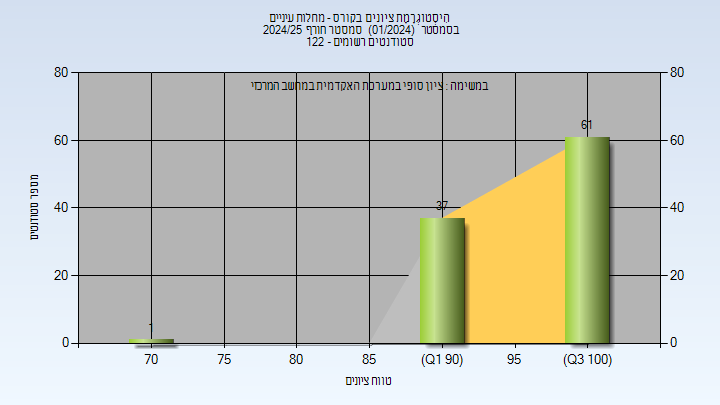 היסטוגרמת ציונים בקורס - מחלות עיניים
בסמסטר (01/2024) סמסטר חורף 2024/25
סטודנטים רשומים - 122
במשימה : ציון סופי במערכת האקדמית במחשב המרכזי
80 80
60 60
40 40
20 20
0 0
1
37
61
מספר סטודנטים
70 75 80 85 (Q1 90) 95 (Q3 100)
טווח ציונים